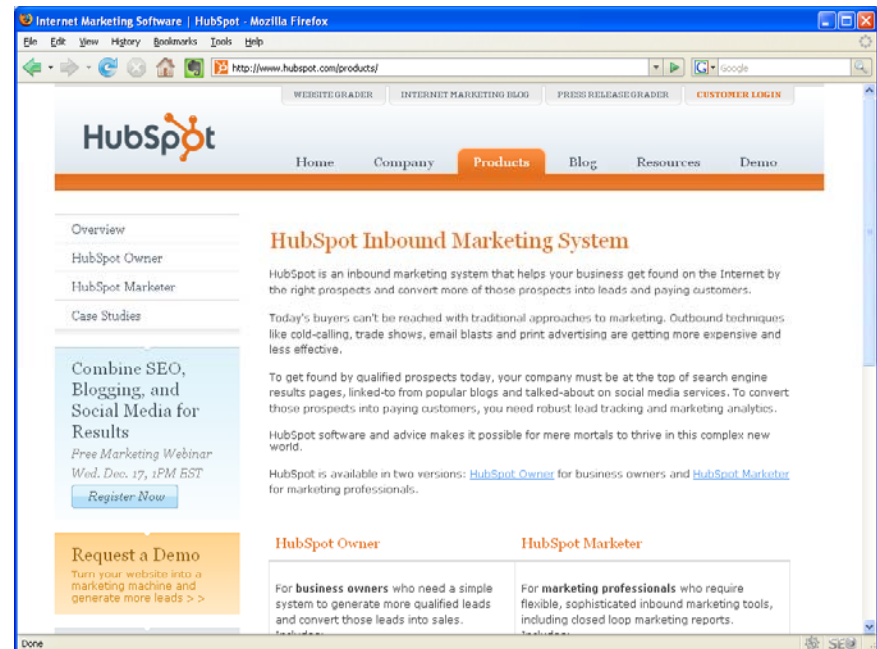 Internet Marketing Software | HubSpot - Mozilla Firefox
File Edit View History Bookmarks Tools Help
http://www.hubspot.com/products/
Google
WEBSITE GRADER INTERNET MARKETING BLOG PRESS RELEASE GRADER CUSTOMER LOGIN
HubSpot
Home Company Products Blog Resources Demo
Overview
HubSpot Owner
HubSpot Marketer
Case Studies
Combine SEO,
Blogging, and
Social Media for
Results
Free Marketing Webinar
Wed. Dec. 17, 1PM EST
Register Now
Request a Demo
Turn your website into a
marketing machine and
generate more leads > >
HubSpot Inbound Marketing System
HubSpot is an inbound marketing system that helps your business get found on the Internet by
the right prospects and convert more of those prospects into leads and paying customers.
Today's buyers can't be reached with traditional approaches to marketing. Outbound techniques
like cold-calling, trade shows, email blasts and print advertising are getting more expensive and
less effective.
To get found by qualified prospects today, your company must be at the top of search engine
results pages, linked-to from popular blogs and talked-about on social media services. To convert
those prospects into paying customers, you need robust lead tracking and marketing analytics.
HubSpot software and advice makes it possible for mere mortals to thrive in this complex new
world.
HubSpot is available in two versions: HubSpot Owner for business owners and HubSpot Marketer
for marketing professionals.
HubSpot Owner
For business owners who need a simple
system to generate more qualified leads
and convert those leads into sales.
HubSpot Marketer
For marketing professionals who require
flexible, sophisticated inbound marketing tools,
including closed loop marketing reports.
Done